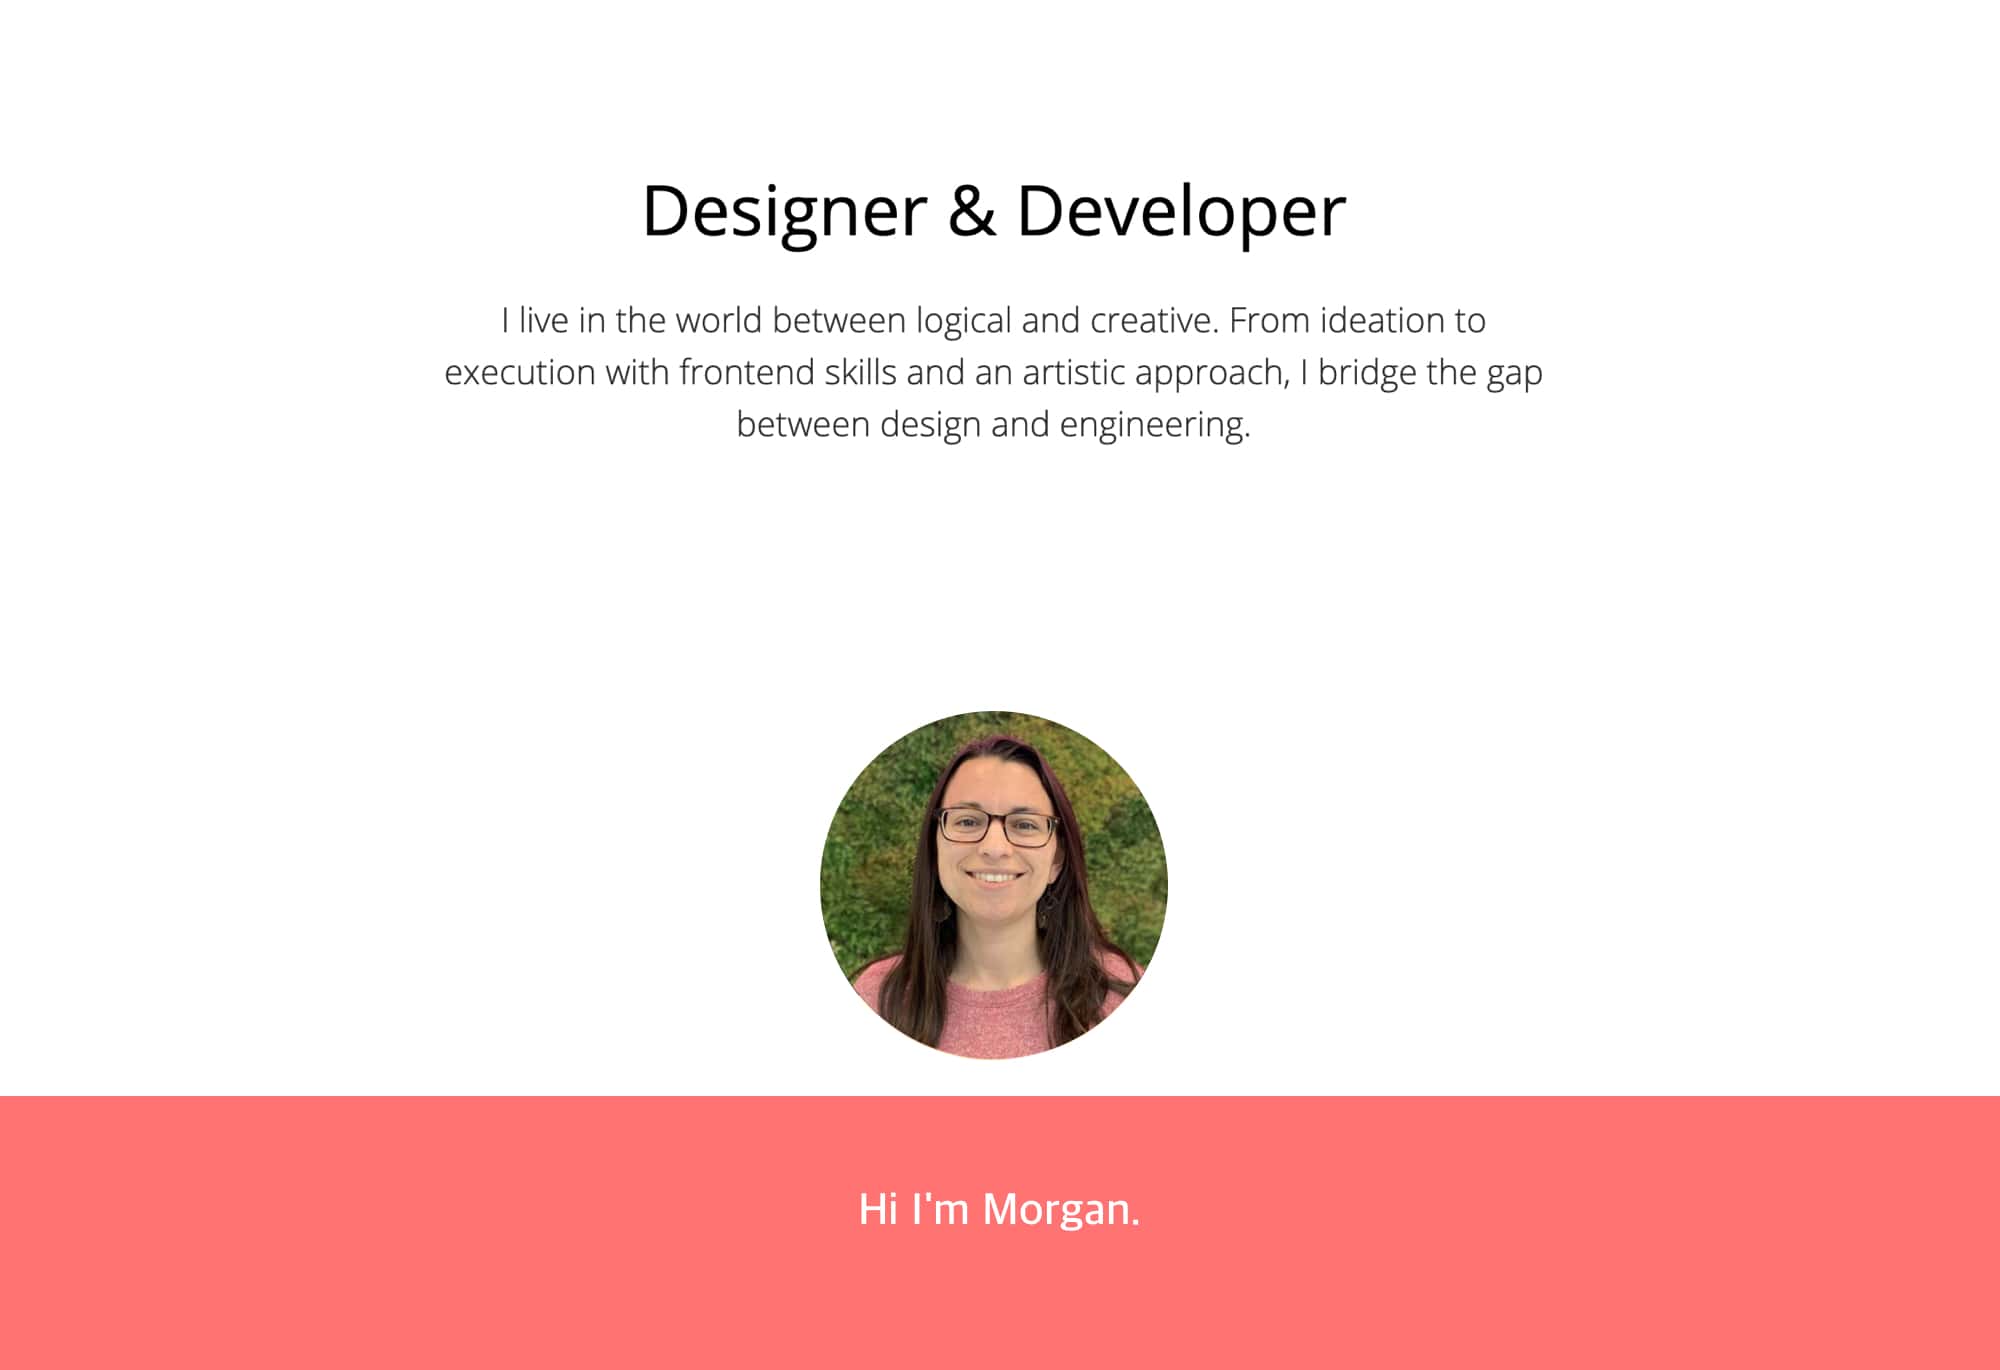 Designer & Developer
I live in the world between logical and creative. From ideation to
execution with frontend skills and an artistic approach, I bridge the gap
between design and engineering.
Hi I'm Morgan.